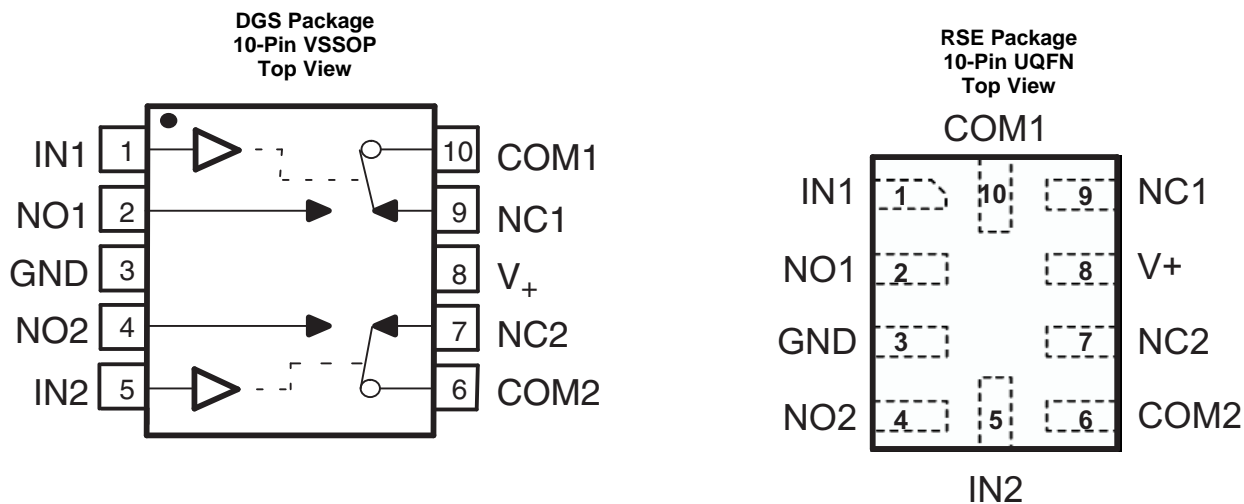 DGS Package
10-Pin VSSOP
Top View
IN1 1 10 COM1
NO1 2 9 NC1
GND 3 8 V+
NO2 4 7 NC2
IN2 5 6 COM2
RSE Package
10-Pin UQFN
Top View
COM1
IN1 1 10 9 NC1
NO1 2 8 V+
GND 3 7 NC2
NO2 4 5 6 COM2
IN2